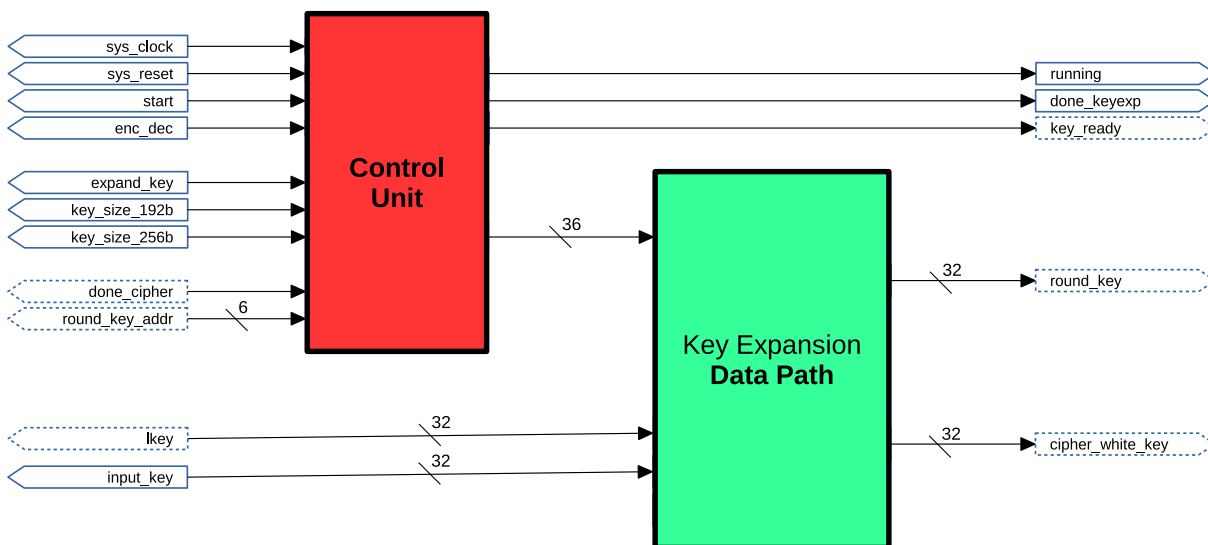 sys_clock
sys_reset
start
enc_dec
expand_key
key_size_192b
key_size_256b
done_cipher
round_key_addr
6
Control
Unit
running
done_keyexp
key_ready
36
Key Expansion
Data Path
32
round_key
lkey
32
input_key
32
32
cipher_white_key